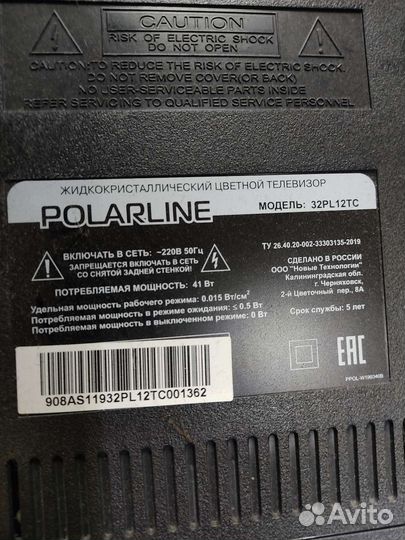 CAUTION
RISK OF ELECTRIC SHOCK
DO NOT OPEN
CAUTION:TO REDUCE THE RISK OF ELECTRIC SHOCK.
DO NOT REMOVE COVER(OR BACK)
NO USER-SERVICEABLE PARTS INSIDE
REFER SERVICING TO QUALIFIED SERVICE PERSONNEL
ЖИДКОКРИСТАЛЛИЧЕСКИЙ ЦВЕТНОЙ ТЕЛЕВИЗОР
POLARLINE
МОДЕЛЬ: 32PL12TC
ВКЛЮЧАТЬ В СЕТЬ: ~220В 50Гц
ЗАПРЕЩАЕТСЯ ВКЛЮЧАТЬ В СЕТЬ
СО СНЯТОЙ ЗАДНЕЙ СТЕНКОЙ!
ПОТРЕБЛЯЕМАЯ МОЩНОСТЬ: 41 Вт
Удельная мощность рабочего режима: 0.015 Вт/см²
Потребляемая мощность в режиме ожидания: ≤ 0.5 Вт
Потребляемая мощность в выключенном режиме: 0 Вт
ТУ 26.40.20-002-33303135-2019
СДЕЛАНО В РОССИИ
ООО "Новые Технологии"
Калининградская обл.
г. Черняховск,
2-й Цветочный пер., 8А
Срок службы: 5 лет
EAC
908AS11932PL12TC001362
Avito